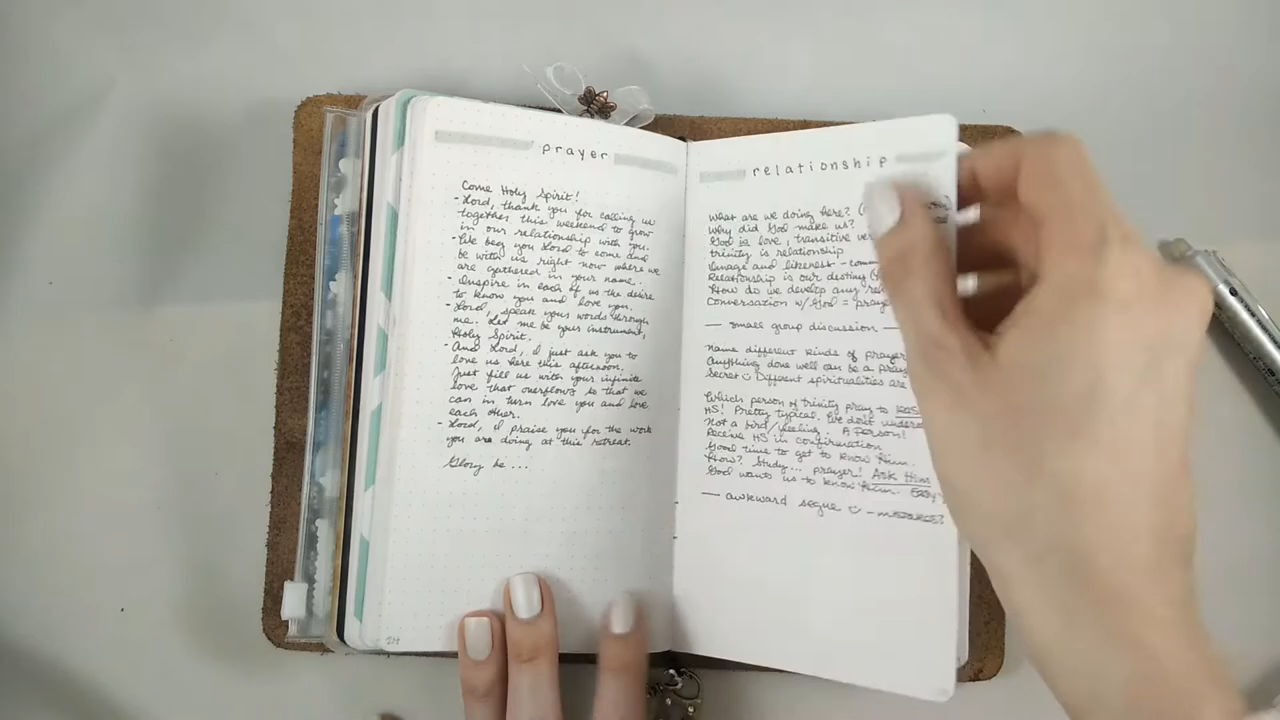 prayer
Come Holy Spirit!
- Lord, thank you for calling us
together this weekend to grow
in our relationship with you.
- We beg you Lord to come and
be with us right now where we
are gathered in your name.
- Inspire in each of us the desire
to know you and love you.
- Lord, speak your words through
me. Let me be your instrument,
Holy Spirit.
- And Lord, I just ask you to
love us here this afternoon.
Just fill us with your infinite
love that overflows so that we
can in turn love you and love
each other.
- Lord, I praise you for the work
you are doing at this retreat.
Glory be ...
relationship
What are we doing here?
Why did God make us?
God is love, transitive
trinity is relationship
Image and likeness -
Relationship is our destiny
How do we develop any
Conversation w/ God =
— small group discussion —
Name different kinds of prayer
Anything done well can be a
Secret ☺ Different spiritualities are
Which person of trinity pray to
HS! Pretty typical. We don't
Not a bird/feeling. A Person!
Receive HS in confirmation
Good time to get to know Him.
How? Study... prayer! Ask Him
God wants us to know Him. Easy
— awkward segue ☺ -